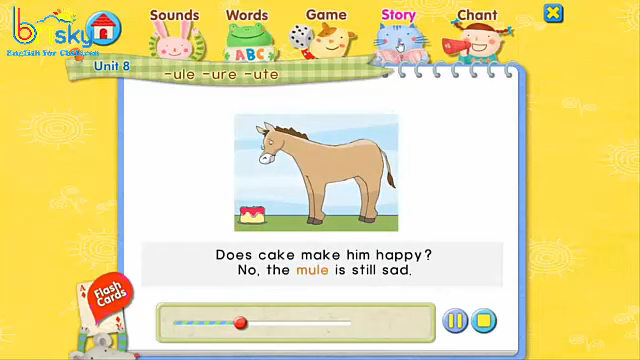 Sounds Words Game Story Chant
b sky
English For Children
ABC
Unit 8
-ule -ure -ute
Does cake make him happy?
No, the mule is still sad.
A
Flash
Cards